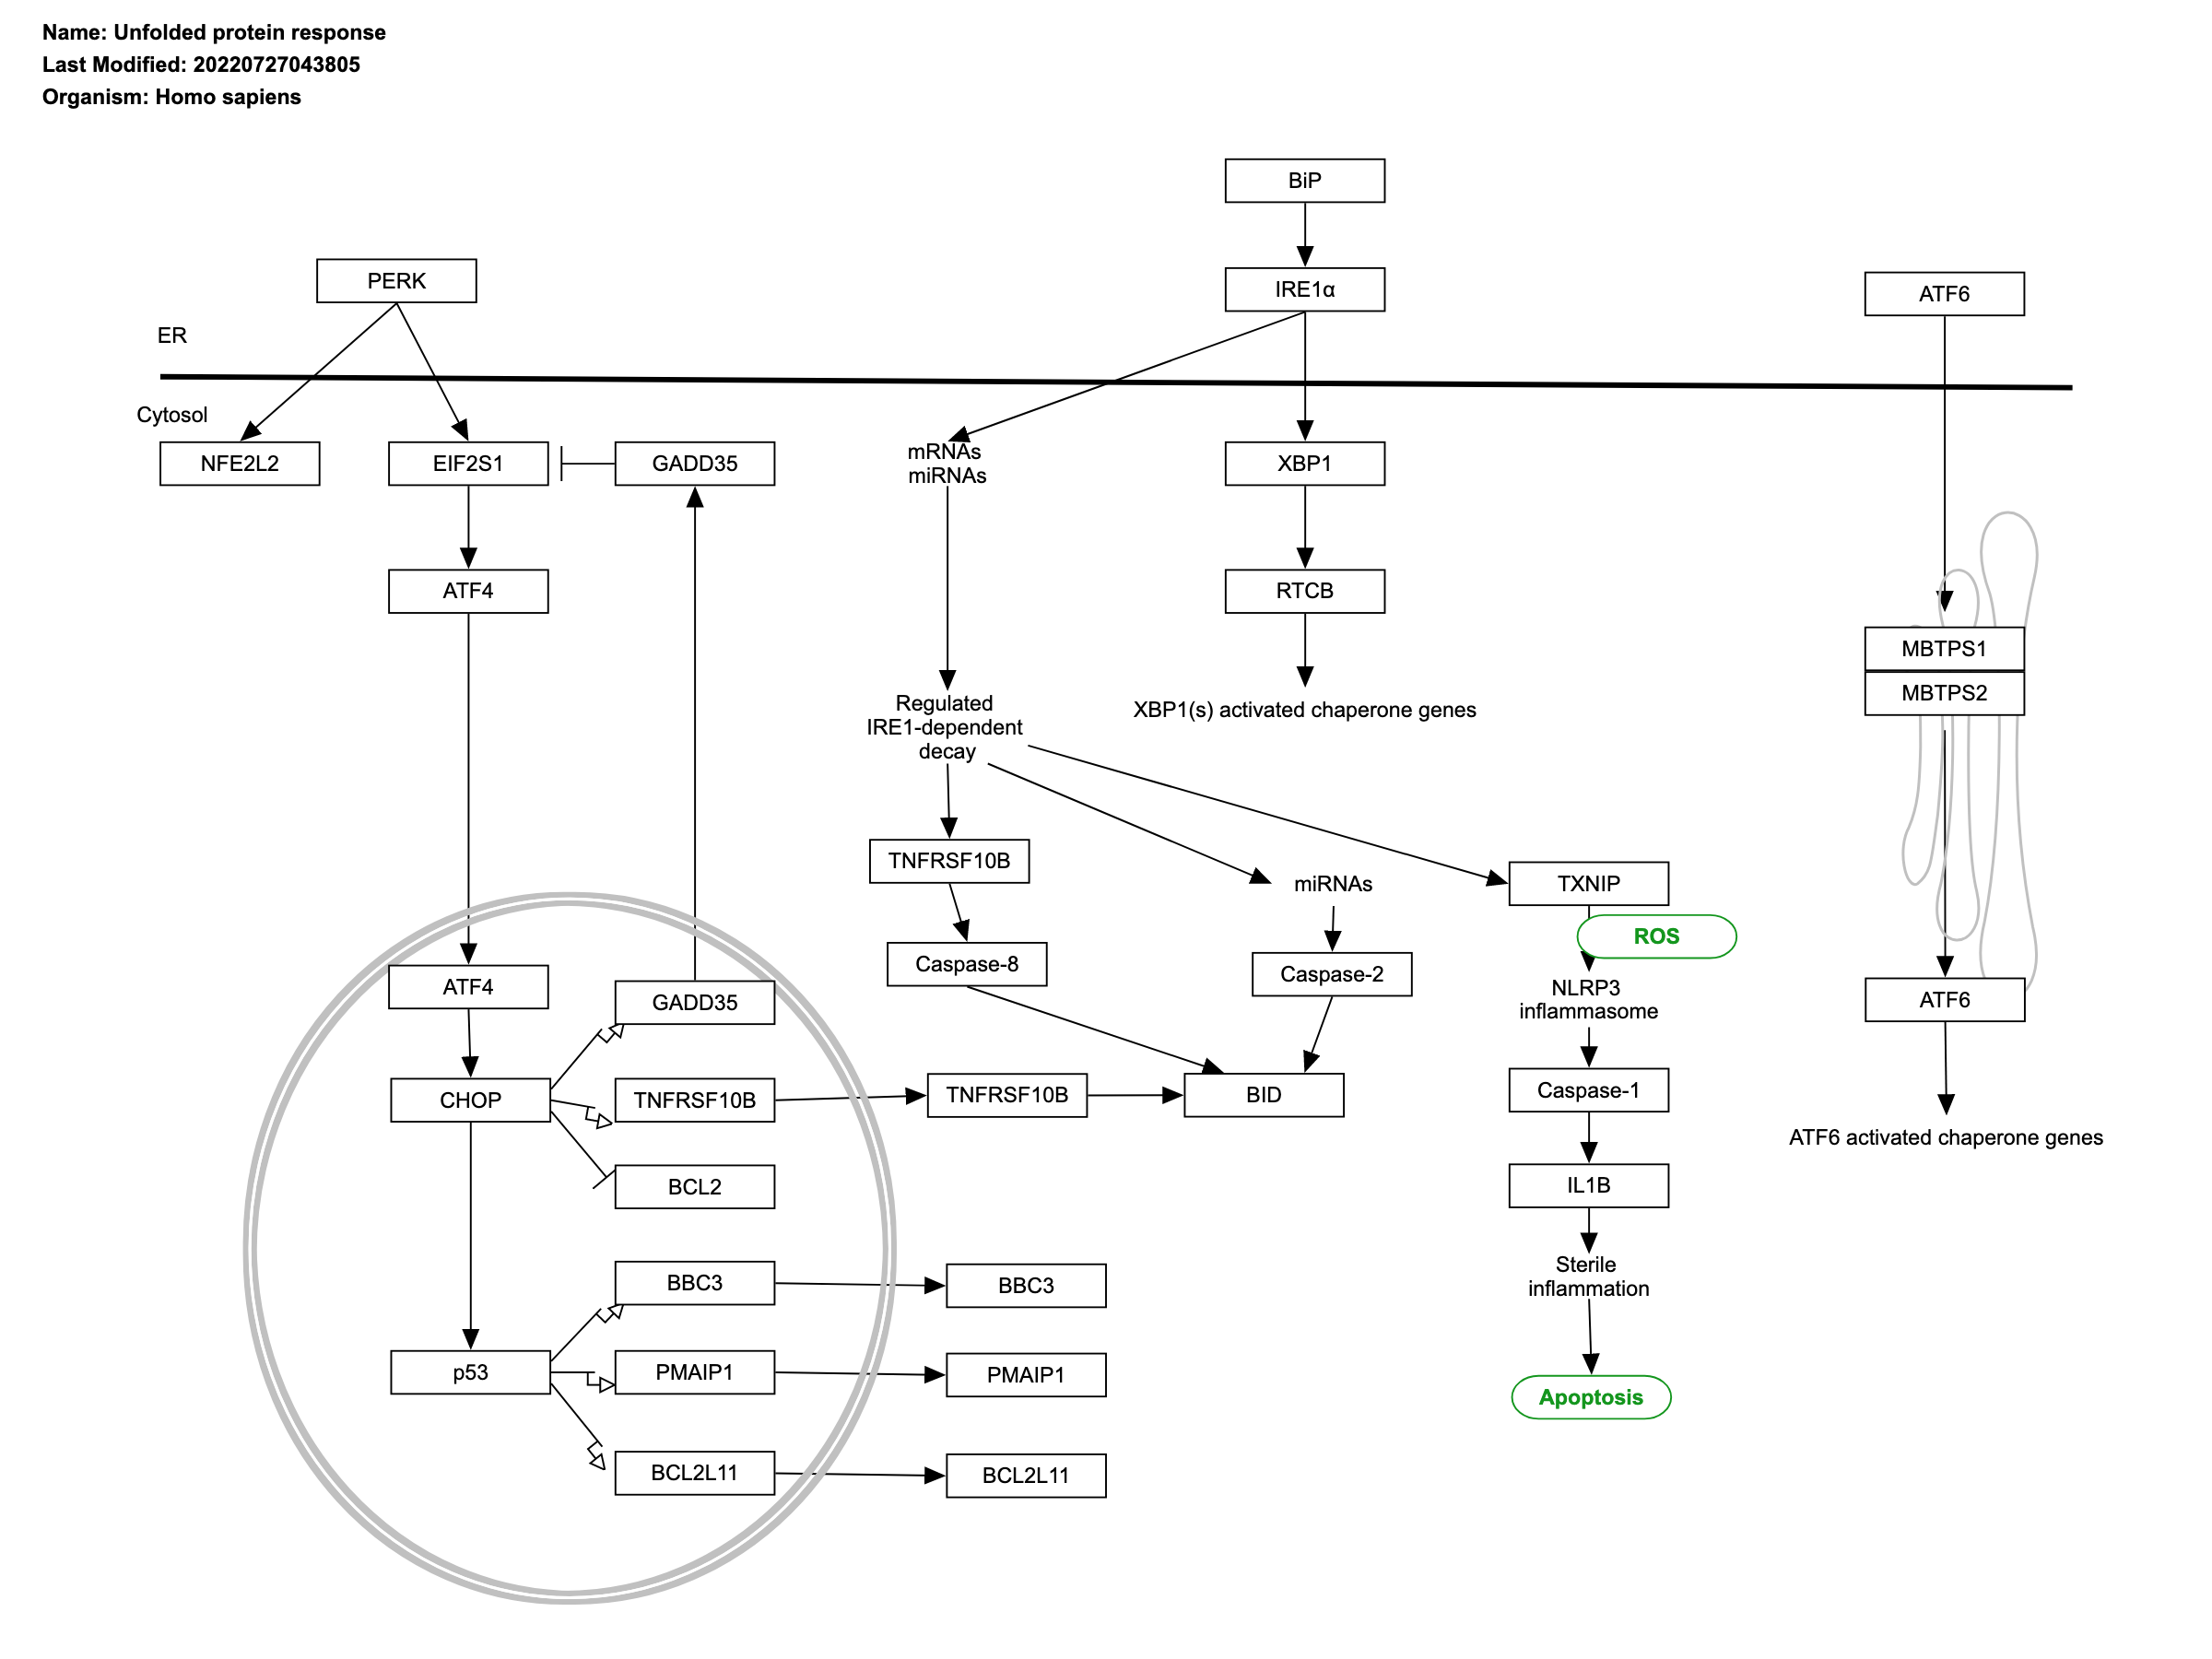 Name: Unfolded protein response
Last Modified: 20220727043805
Organism: Homo sapiens
BiP
PERK
IRE1α
ATF6
ER
Cytosol
NFE2L2
EIF2S1
GADD35
mRNAs
miRNAs
XBP1
ATF4
RTCB
MBTPS1
MBTPS2
Regulated
IRE1-dependent
decay
XBP1(s) activated chaperone genes
TNFRSF10B
miRNAs
TXNIP
ROS
Caspase-8
Caspase-2
ATF4
GADD35
NLRP3
inflammasome
ATF6
CHOP
TNFRSF10B
TNFRSF10B
BID
Caspase-1
ATF6 activated chaperone genes
BCL2
IL1B
BBC3
BBC3
Sterile
inflammation
p53
PMAIP1
PMAIP1
Apoptosis
BCL2L11
BCL2L11